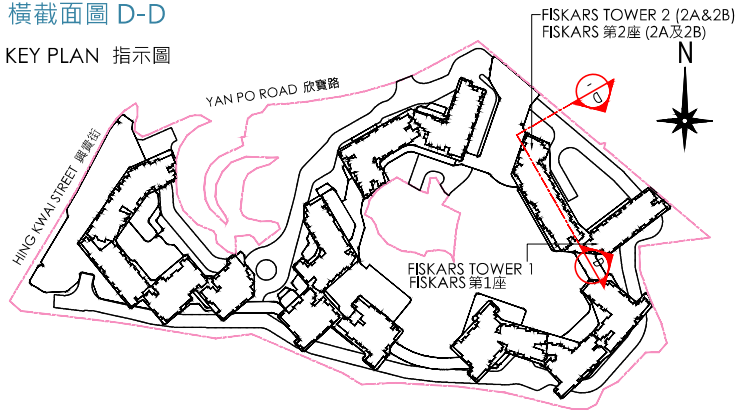 橫截面圖 D-D
KEY PLAN 指示圖
FISKARS TOWER 2 (2A&2B)
FISKARS 第2座 (2A及2B)
N
YAN PO ROAD 欣寶路
HING KWAI STREET 興貴街
D
FISKARS TOWER 1
FISKARS 第1座
D